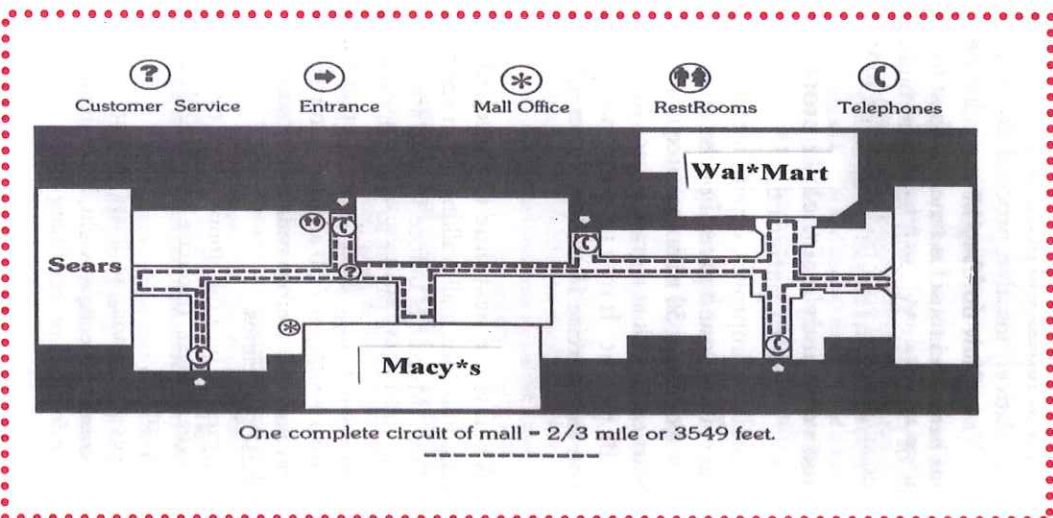 Customer Service
Entrance
Mall Office
RestRooms
Telephones
Wal*Mart
Sears
Macy*s
One complete circuit of mall = 2/3 mile or 3549 feet.